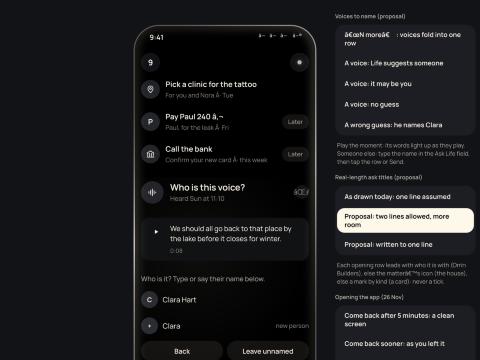 9:41
9
Pick a clinic for the tattoo
For you and Nora Â· Tue
P
Pay Paul 240 â‚¬
Paul, for the leak Â· Fri
Later
Call the bank
Confirm your new card Â· this week
Later
Who is this voice?
Heard Sun at 11:10
We should all go back to that place by
the lake before it closes for winter.
0:08
Who is it? Type or say their name below.
C
Clara Hart
+
Clara
new person
Back
Leave unnamed
Voices to name (proposal)
: voices fold into one
row
A voice: Life suggests someone
A voice: it may be you
A voice: no guess
A wrong guess: he names Clara
Play the moment: its words light up as they play.
Someone else: type the name in the Ask Life field,
then tap the row or Send.
Real-length ask titles (proposal)
As drawn today: one line assumed
Proposal: two lines allowed, more
room
Proposal: written to one line
Each opening row leads with who it is with (Orrin
Builders), else the matterâ€™s icon (the house),
else a mark by kind (a card): never a tick.
Opening the app (26 Nov)
Come back after 5 minutes: a clean
screen
Come back sooner: as you left it